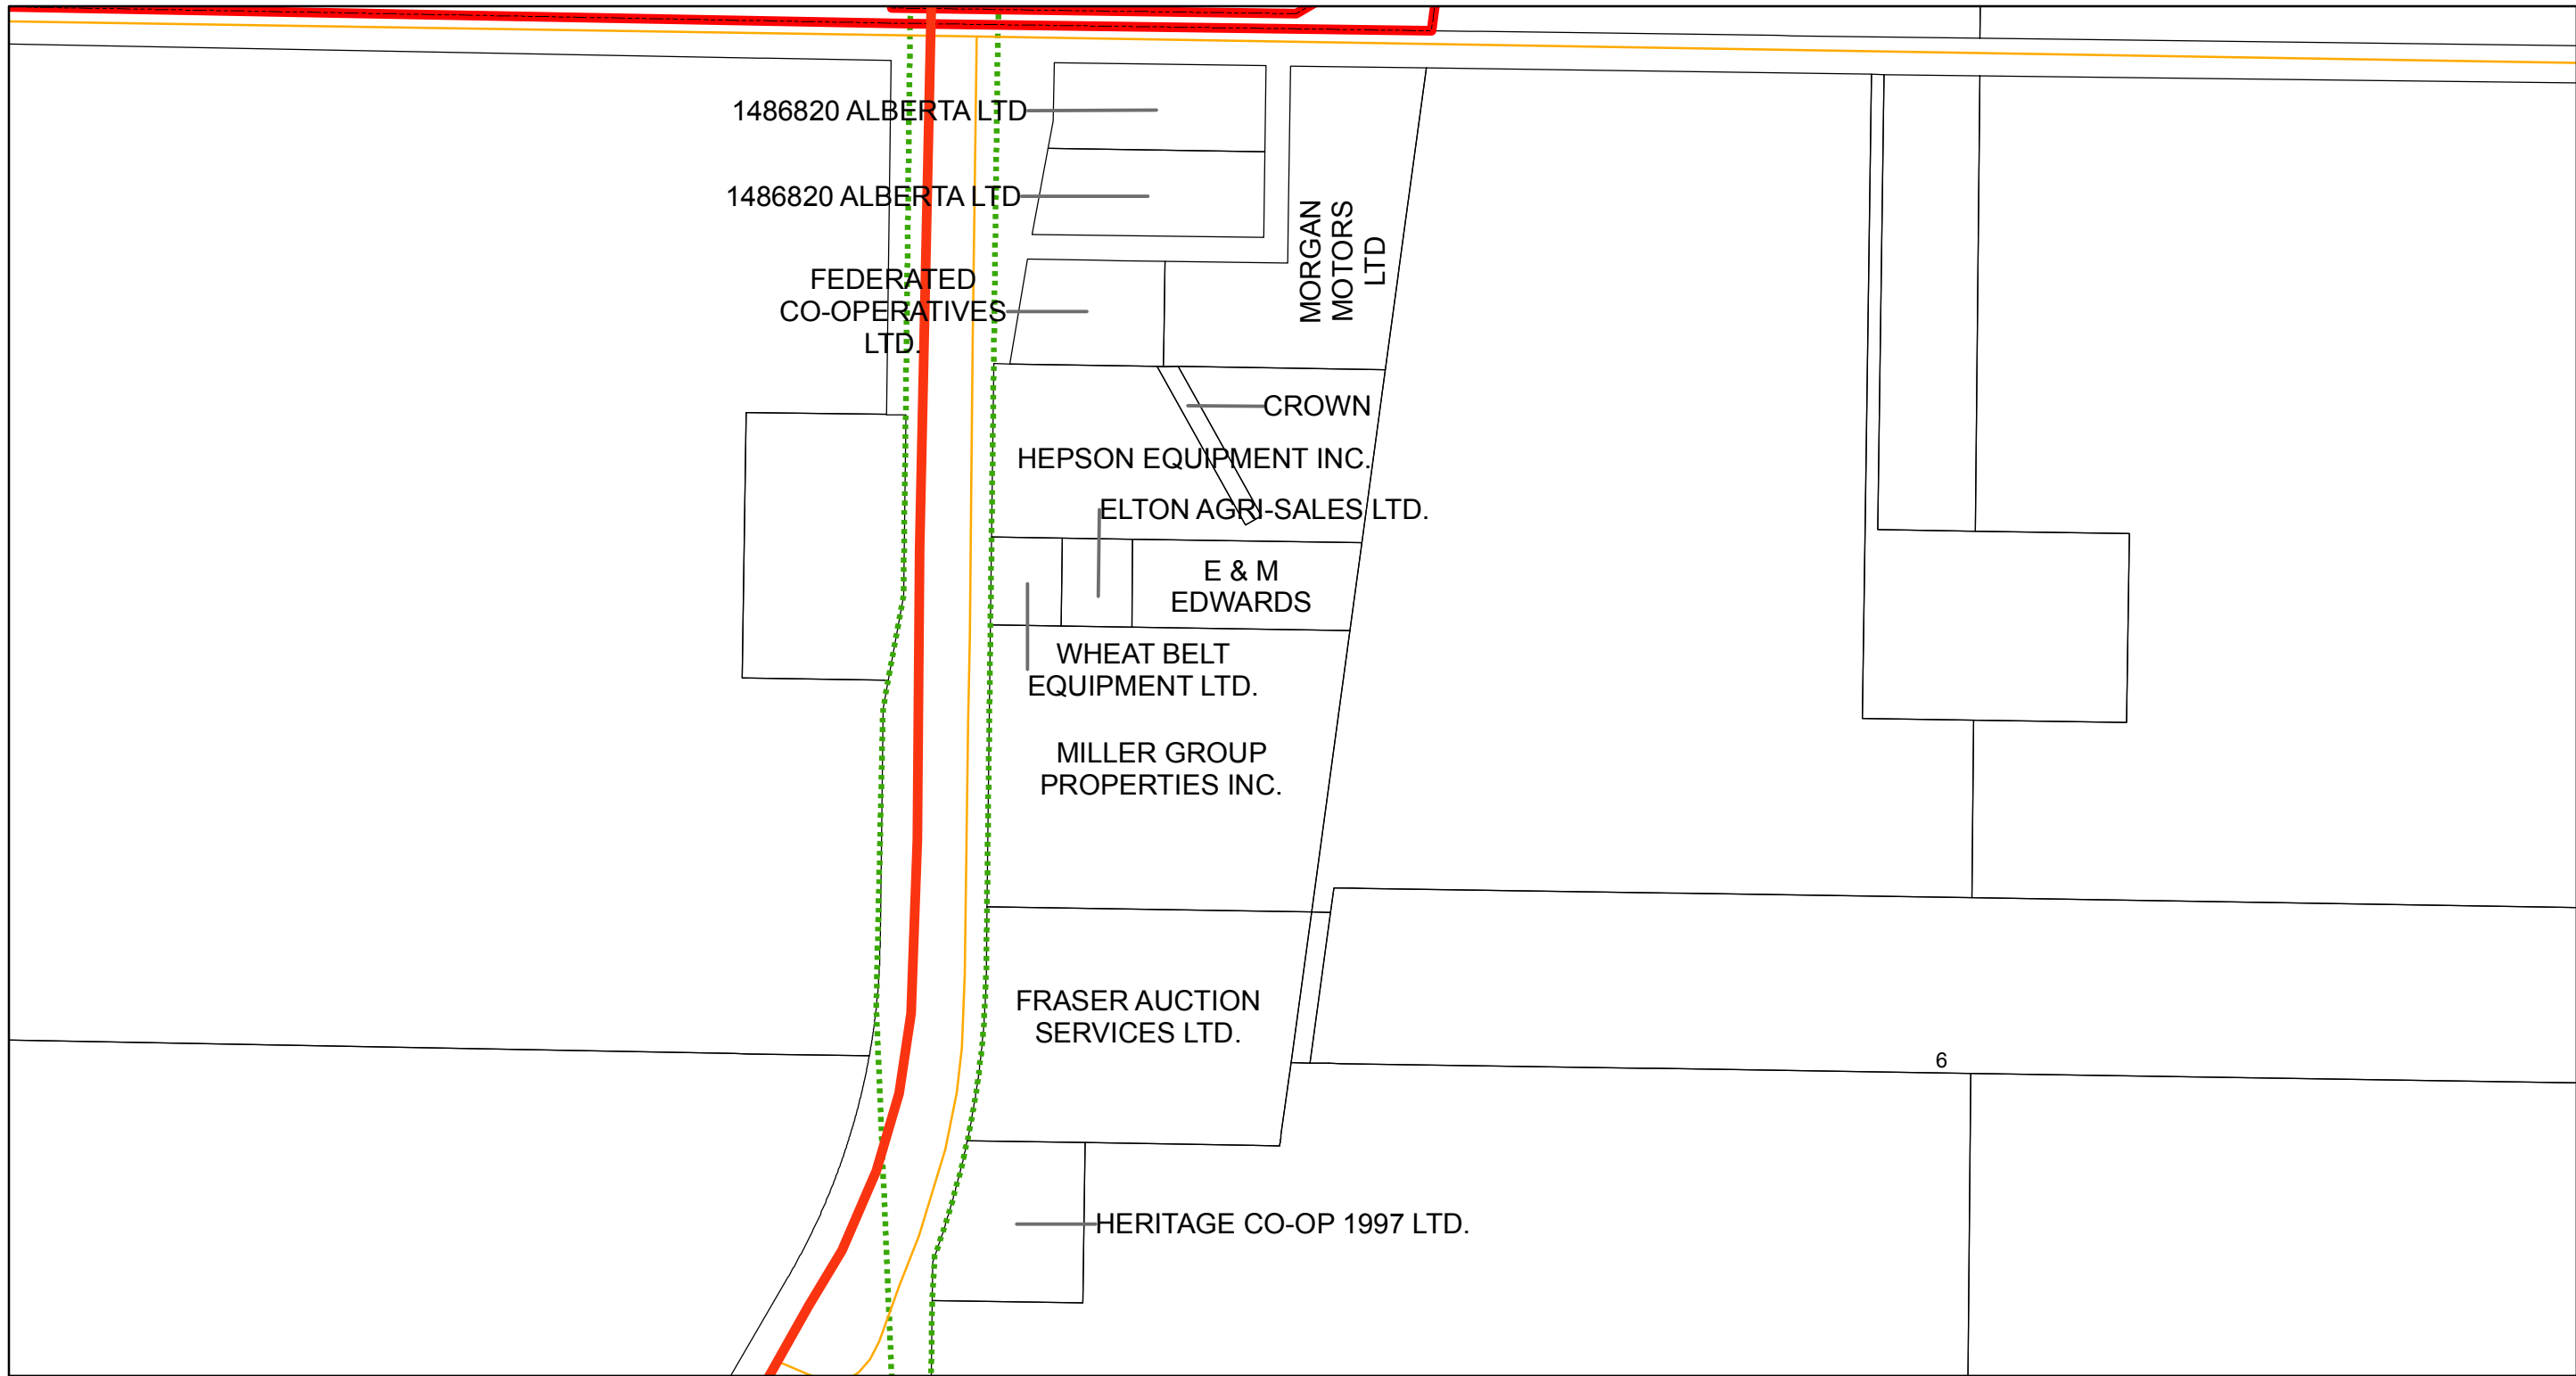 1486820 ALBERTA LTD
1486820 ALBERTA LTD
MORGAN
MOTORS
LTD
FEDERATED
CO-OPERATIVES
LTD.
CROWN
HEPSON EQUIPMENT INC.
ELTON AGRI-SALES LTD.
E & M
EDWARDS
WHEAT BELT
EQUIPMENT LTD.
MILLER GROUP
PROPERTIES INC.
FRASER AUCTION
SERVICES LTD.
6
HERITAGE CO-OP 1997 LTD.